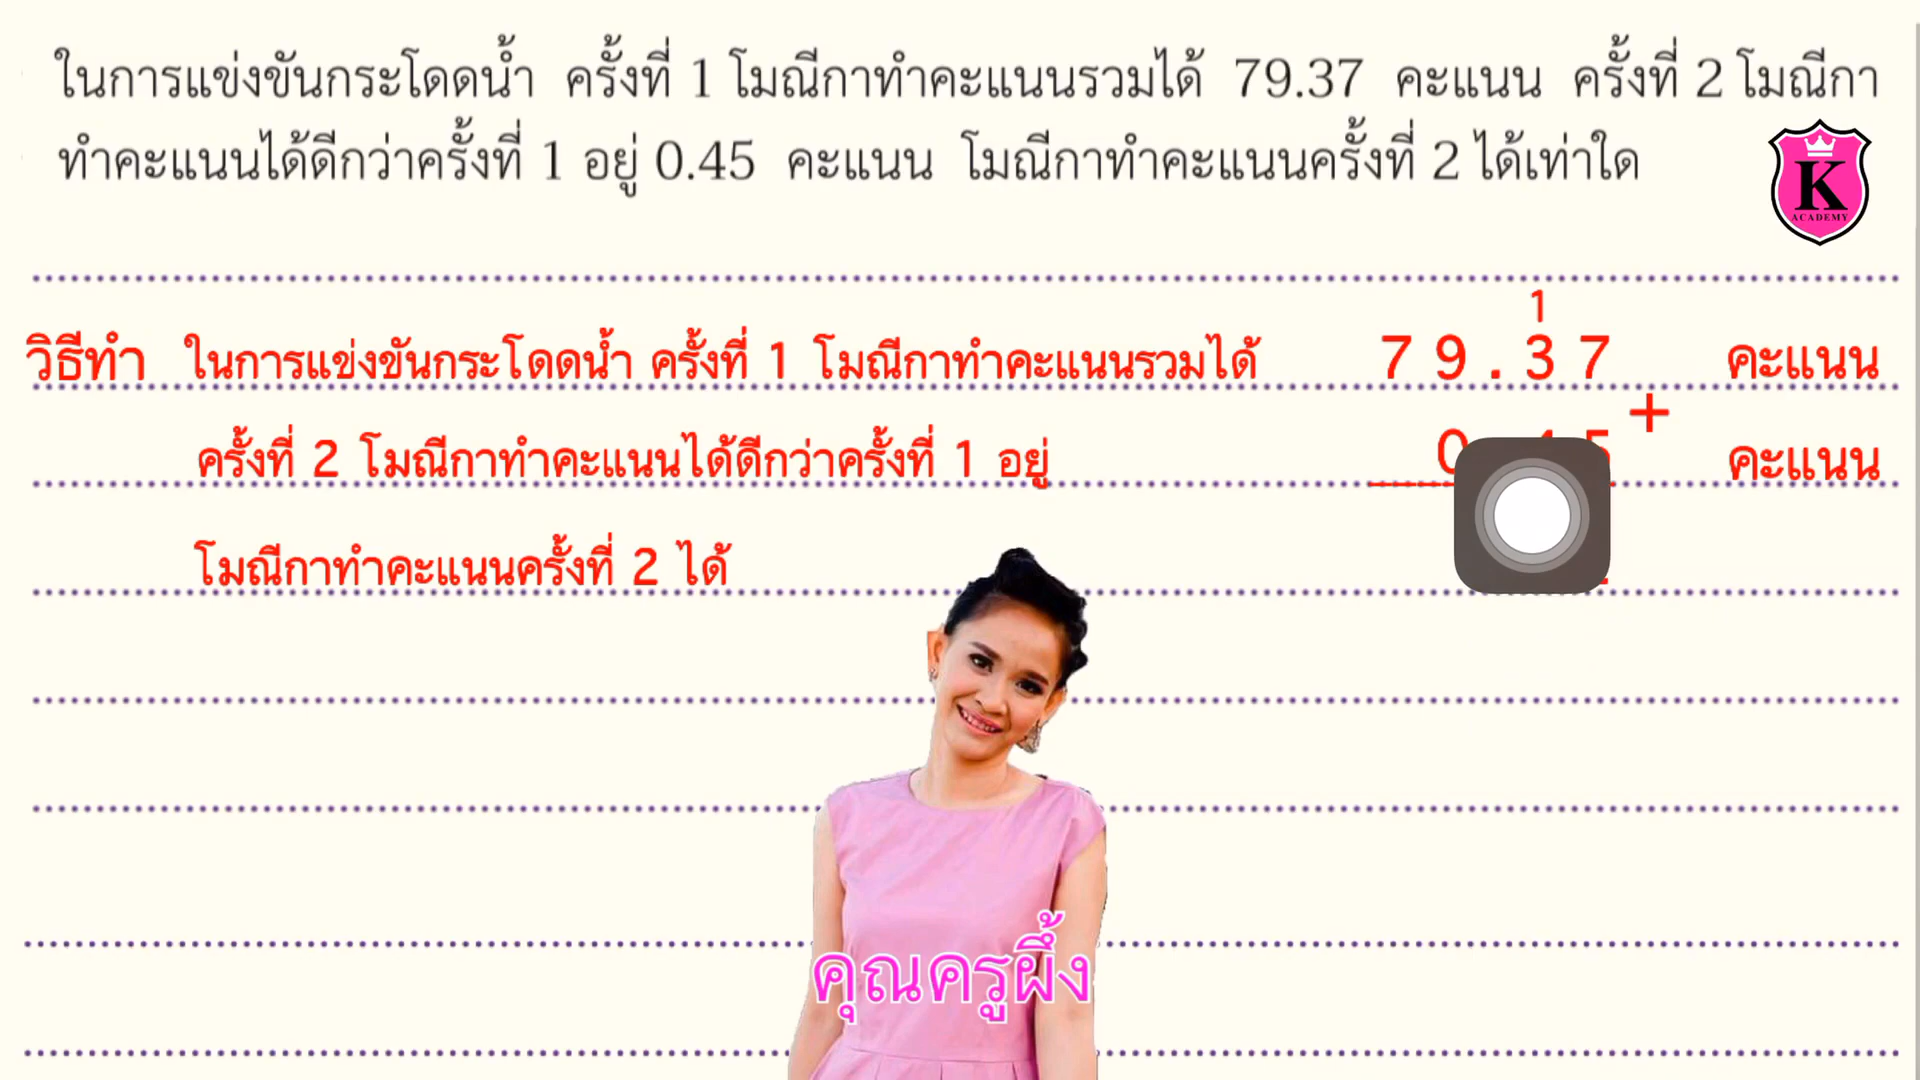 ในการแข่งขันกระโดดน้ำ ครั้งที่ 1 โมณีกาทำคะแนนรวมได้ 79.37 คะแนน ครั้งที่ 2 โมณีกา
ทำคะแนนได้ดีกว่าครั้งที่ 1 อยู่ 0.45 คะแนน โมณีกาทำคะแนนครั้งที่ 2 ได้เท่าใด
K
ACADEMY
1
วิธีทำ ในการแข่งขันกระโดดน้ำ ครั้งที่ 1 โมณีกาทำคะแนนรวมได้ 79.37 คะแนน
+
ครั้งที่ 2 โมณีกาทำคะแนนได้ดีกว่าครั้งที่ 1 อยู่ คะแนน
โมณีกาทำคะแนนครั้งที่ 2 ได้
คุณครูผึ้ง